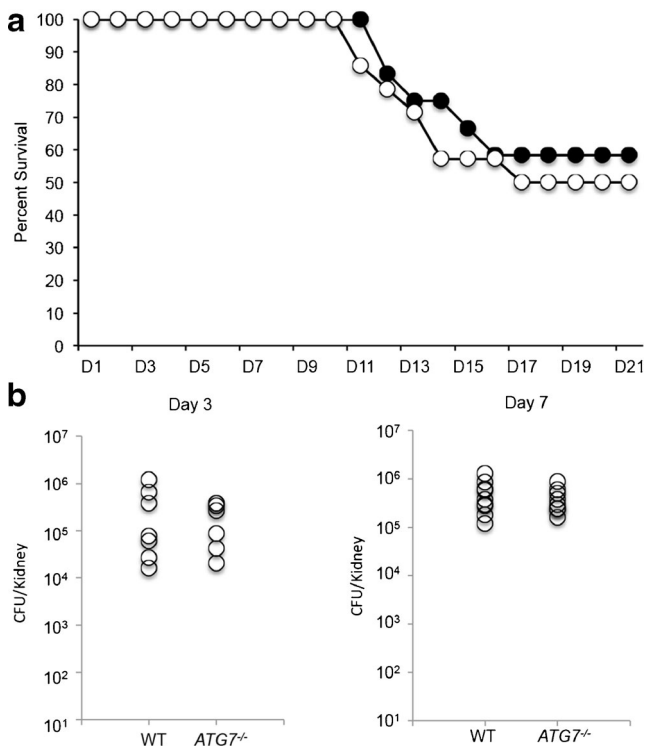 a
100
90
80
70
60
50
40
30
20
10
0
Percent Survival
D1 D3 D5 D7 D9 D11 D13 D15 D17 D19 D21
b
Day 3
10⁷
10⁶
10⁵
10⁴
10³
10²
10¹
CFU/Kidney
WT ATG7-/-
Day 7
10⁷
10⁶
10⁵
10⁴
10³
10²
10¹
CFU/Kidney
WT ATG7-/-